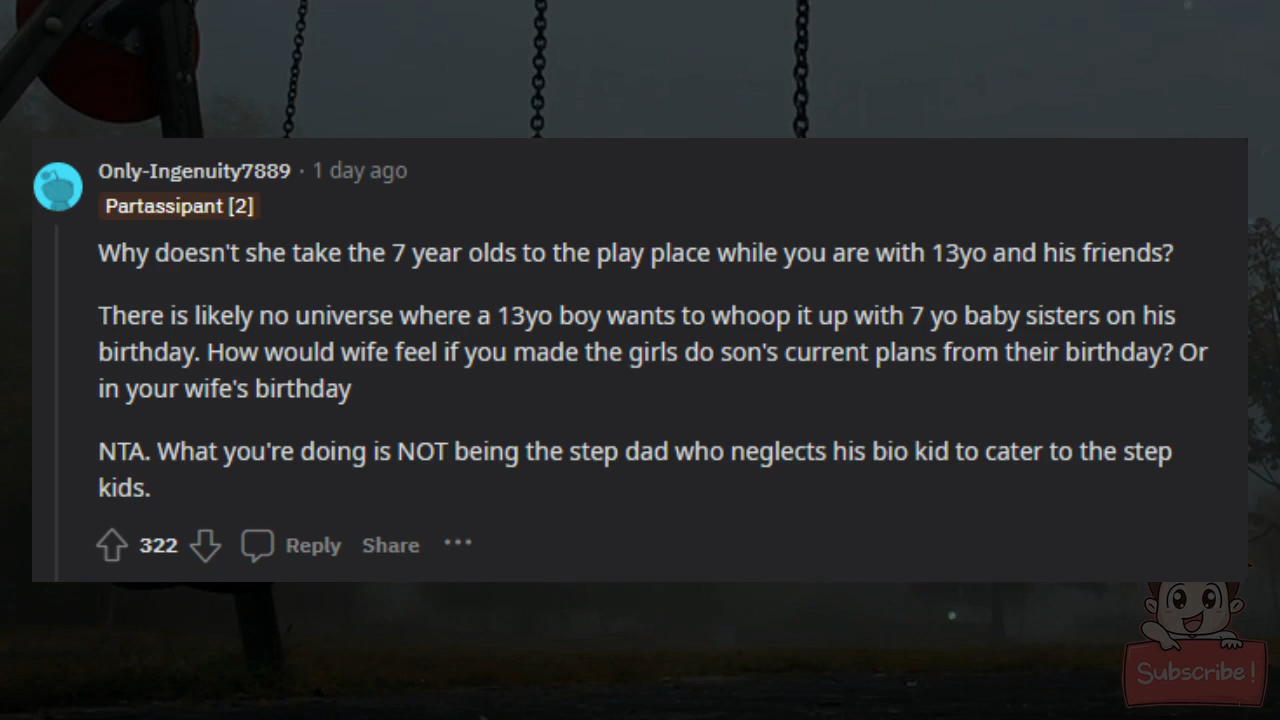 Only-Ingenuity7889 · 1 day ago
Partassipant [2]
Why doesn't she take the 7 year olds to the play place while you are with 13yo and his friends?
There is likely no universe where a 13yo boy wants to whoop it up with 7 yo baby sisters on his
birthday. How would wife feel if you made the girls do son's current plans from their birthday? Or
in your wife's birthday
NTA. What you're doing is NOT being the step dad who neglects his bio kid to cater to the step
kids.
322 Reply Share ···
Subscribe!